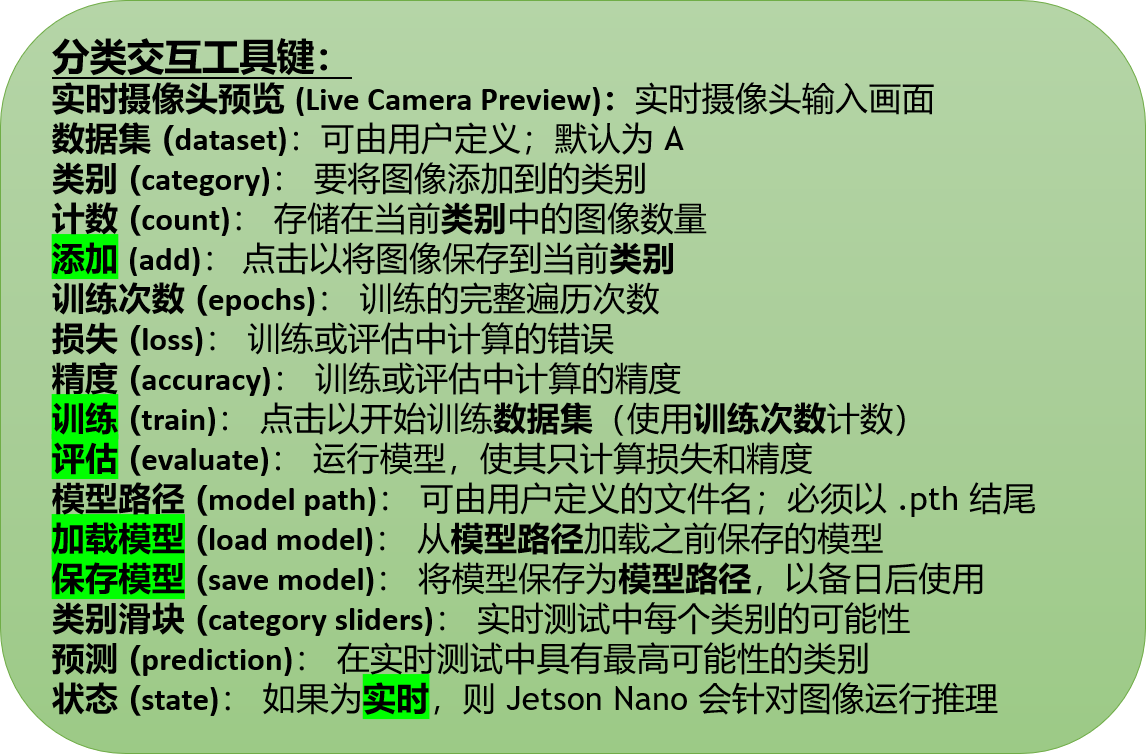 分类交互工具键：
实时摄像头预览 (Live Camera Preview)：实时摄像头输入画面
数据集 (dataset)：可由用户定义；默认为 A
类别 (category)： 要将图像添加到的类别
计数 (count)： 存储在当前类别中的图像数量
添加 (add)： 点击以将图像保存到当前类别
训练次数 (epochs)： 训练的完整遍历次数
损失 (loss)： 训练或评估中计算的错误
精度 (accuracy)： 训练或评估中计算的精度
训练 (train)： 点击以开始训练数据集（使用训练次数计数）
评估 (evaluate)： 运行模型，使其只计算损失和精度
模型路径 (model path)： 可由用户定义的文件名；必须以 .pth 结尾
加载模型 (load model)： 从模型路径加载之前保存的模型
保存模型 (save model)： 将模型保存为模型路径，以备日后使用
类别滑块 (category sliders)： 实时测试中每个类别的可能性
预测 (prediction)： 在实时测试中具有最高可能性的类别
状态 (state)： 如果为实时，则 Jetson Nano 会针对图像运行推理